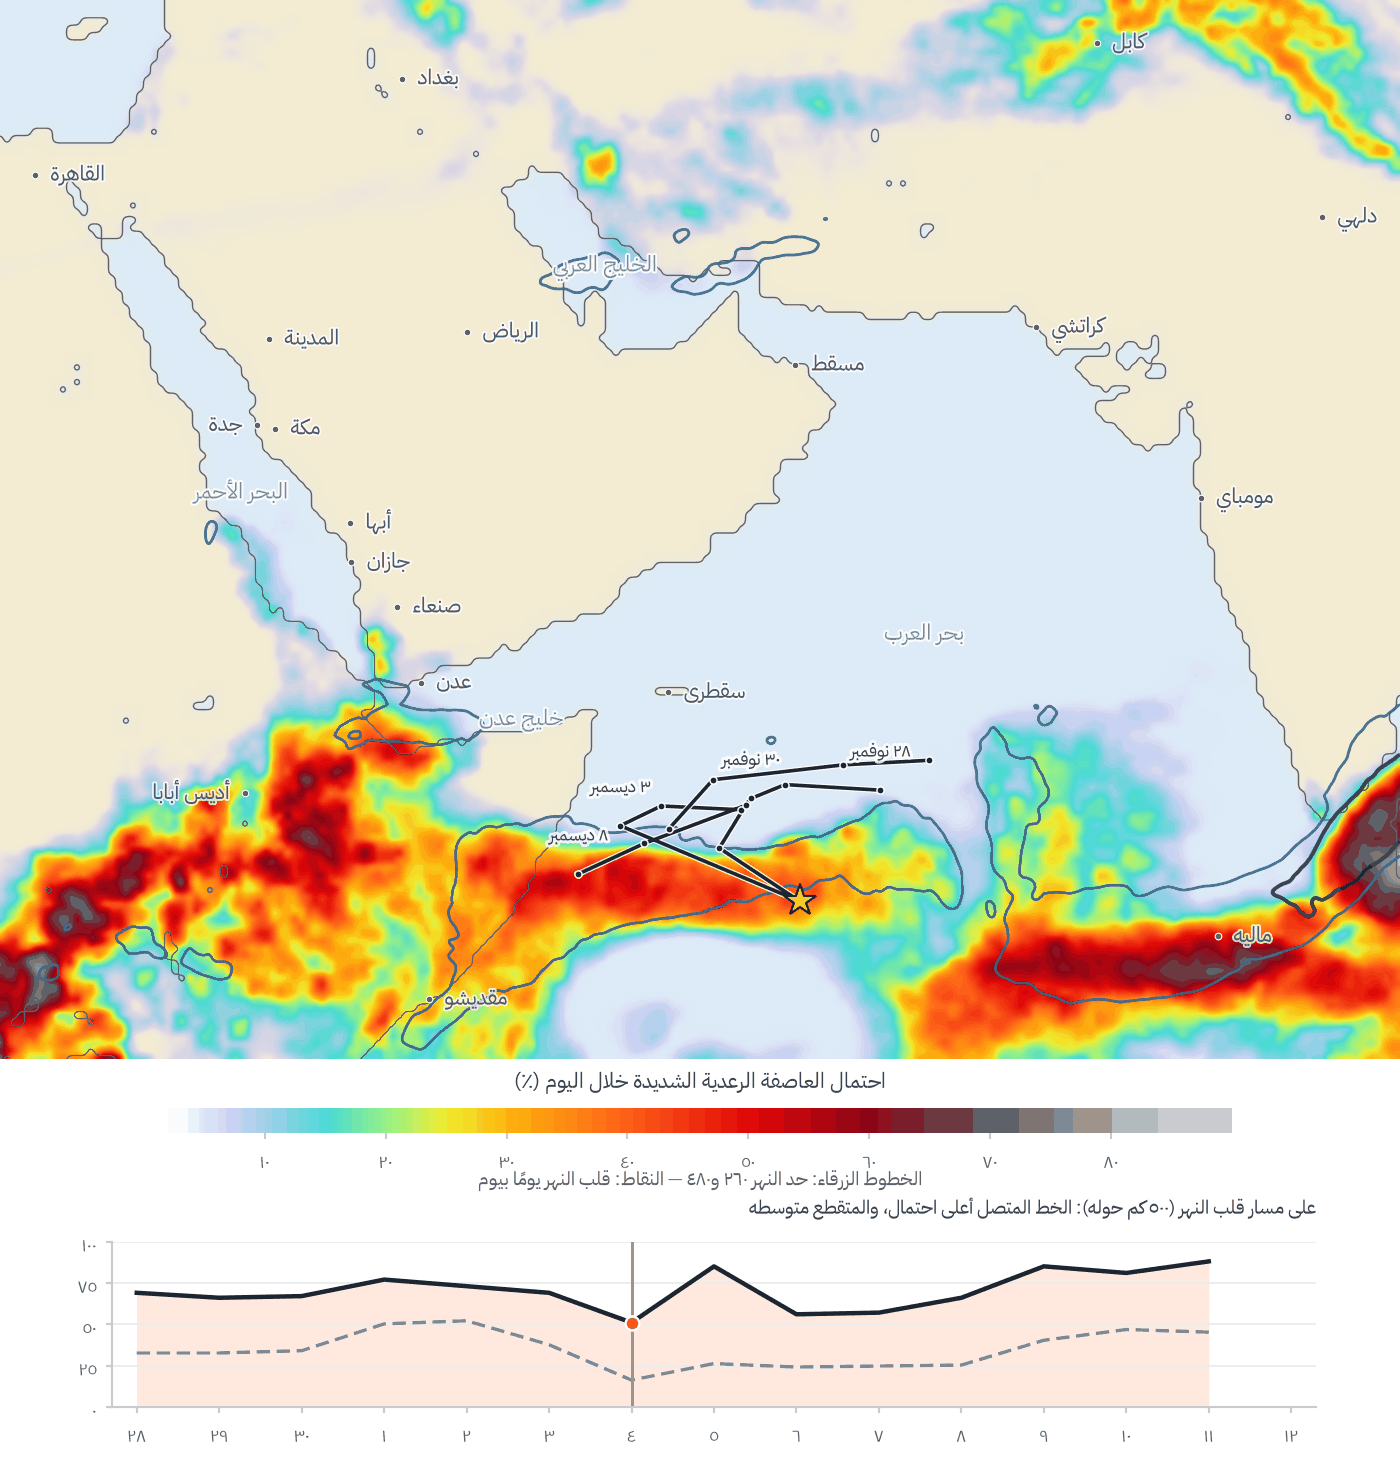 كابل
بغداد
القاهرة
دلهي
الخليج العربي
كراتشي
الرياض
المدينة
مسقط
جدة
مكة
البحر الأحمر
مومباي
أبها
جازان
صنعاء
بحر العرب
عدن
سقطرى
خليج عدن
٢٨ نوفمبر
٣٠ نوفمبر
٣ ديسمبر
أديس أبابا
٨ ديسمبر
ماليه
مقديشو
احتمال العاصفة الرعدية الشديدة خلال اليوم (٪)
١٠ ٢٠ ٣٠ ٤٠ ٥٠ ٦٠ ٧٠ ٨٠
الخطوط الزرقاء: حد النهر ٢٦٠ و٤٨٠ — النقاط: قلب النهر يومًا بيوم
على مسار قلب النهر (٥٠٠ كم حوله): الخط المتصل أعلى احتمال، والمتقطع متوسطه
١٠٠
٧٥
٥٠
٢٥
٠
٢٨ ٢٩ ٣٠ ١ ٢ ٣ ٤ ٥ ٦ ٧ ٨ ٩ ١٠ ١١ ١٢